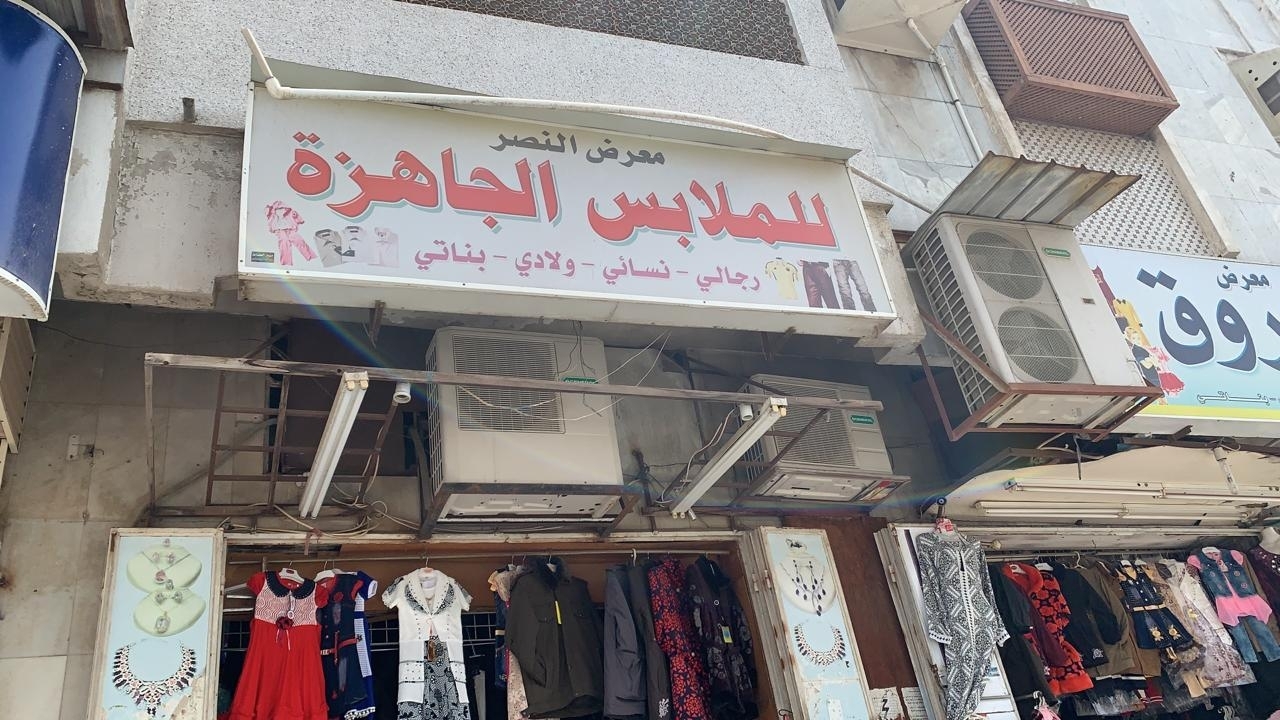 معرض النصر
للملابس الجاهزة
رجالي - نسائي - ولادي - بناتي
معرض